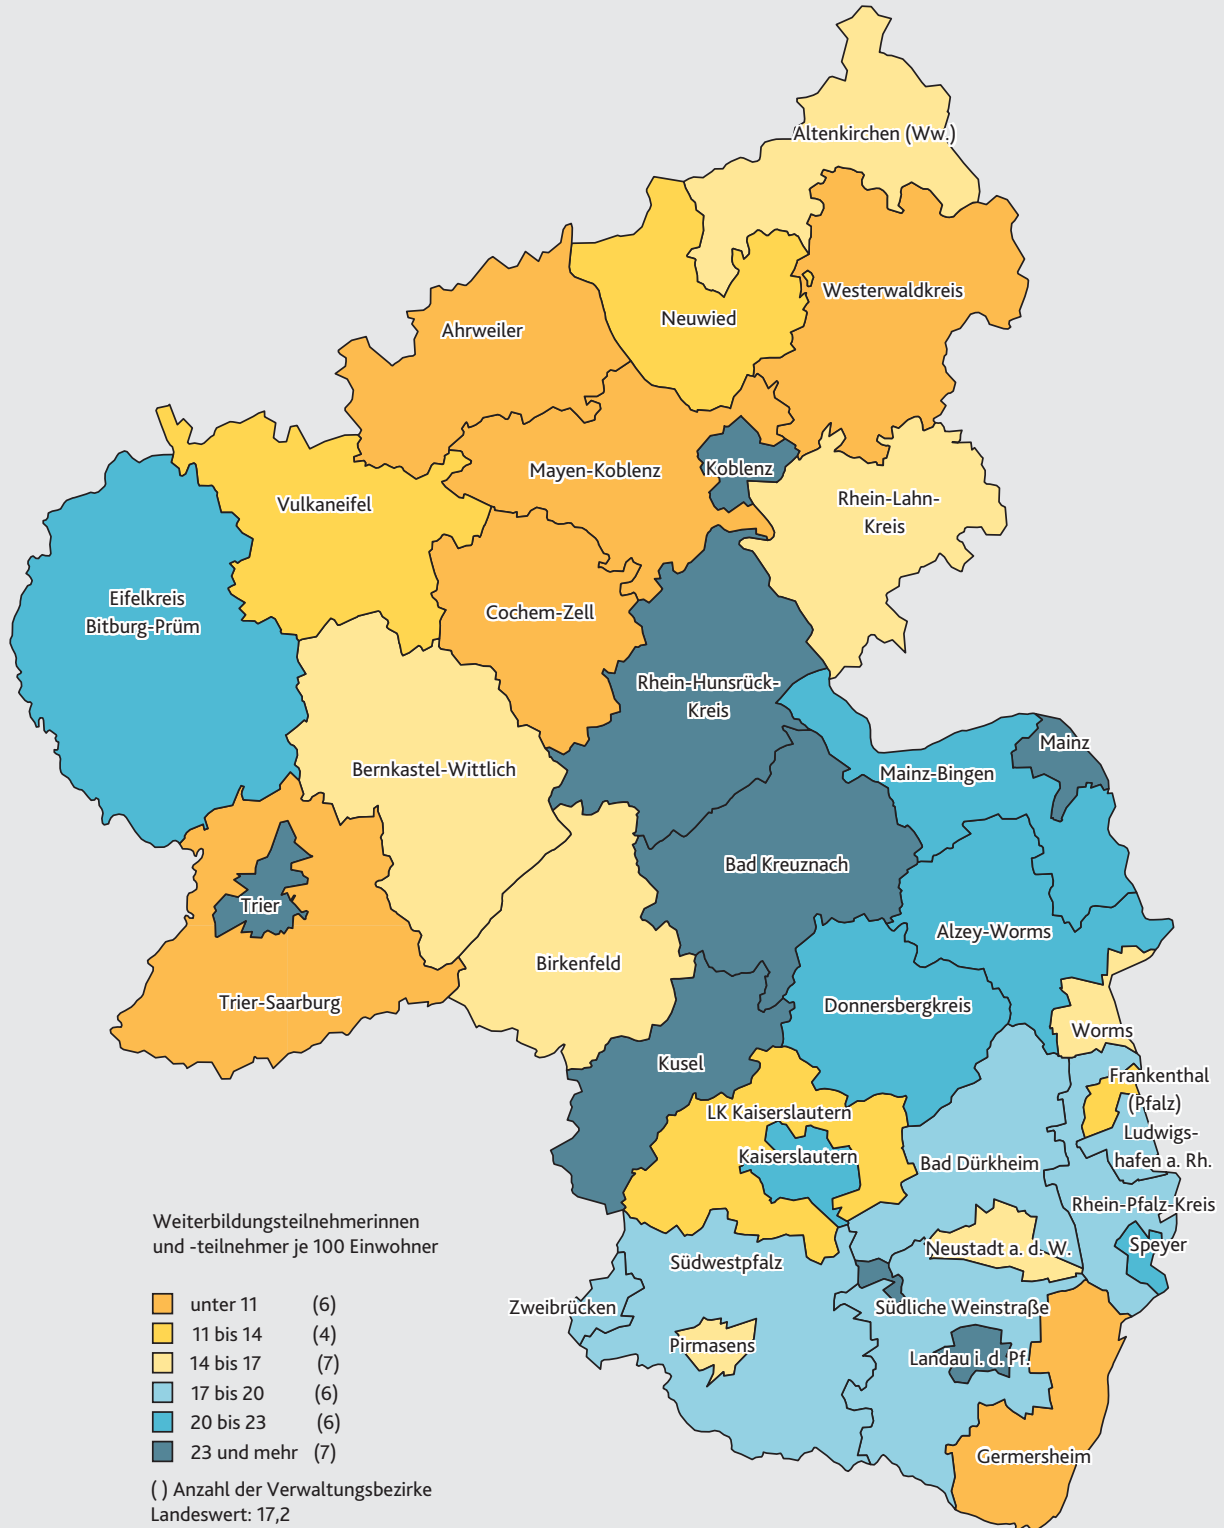 Altenkirchen (Ww.)
Westerwaldkreis
Neuwied
Ahrweiler
Mayen-Koblenz
Koblenz
Vulkaneifel
Rhein-Lahn-
Kreis
Eifelkreis
Bitburg-Prüm
Cochem-Zell
Rhein-Hunsrück-
Kreis
Mainz
Bernkastel-Wittlich
Mainz-Bingen
Bad Kreuznach
Trier
Alzey-Worms
Birkenfeld
Trier-Saarburg
Donnersbergkreis
Worms
Kusel
Frankenthal
(Pfalz)
LK Kaiserslautern
Ludwigs-
hafen a. Rh.
Kaiserslautern
Bad Dürkheim
Rhein-Pfalz-Kreis
Neustadt a. d. W.
Speyer
Südwestpfalz
Zweibrücken
Südliche Weinstraße
Pirmasens
Landau i. d. Pf.
Germersheim
Weiterbildungsteilnehmerinnen
und -teilnehmer je 100 Einwohner
unter 11 (6)
11 bis 14 (4)
14 bis 17 (7)
17 bis 20 (6)
20 bis 23 (6)
23 und mehr (7)
( ) Anzahl der Verwaltungsbezirke
Landeswert: 17,2